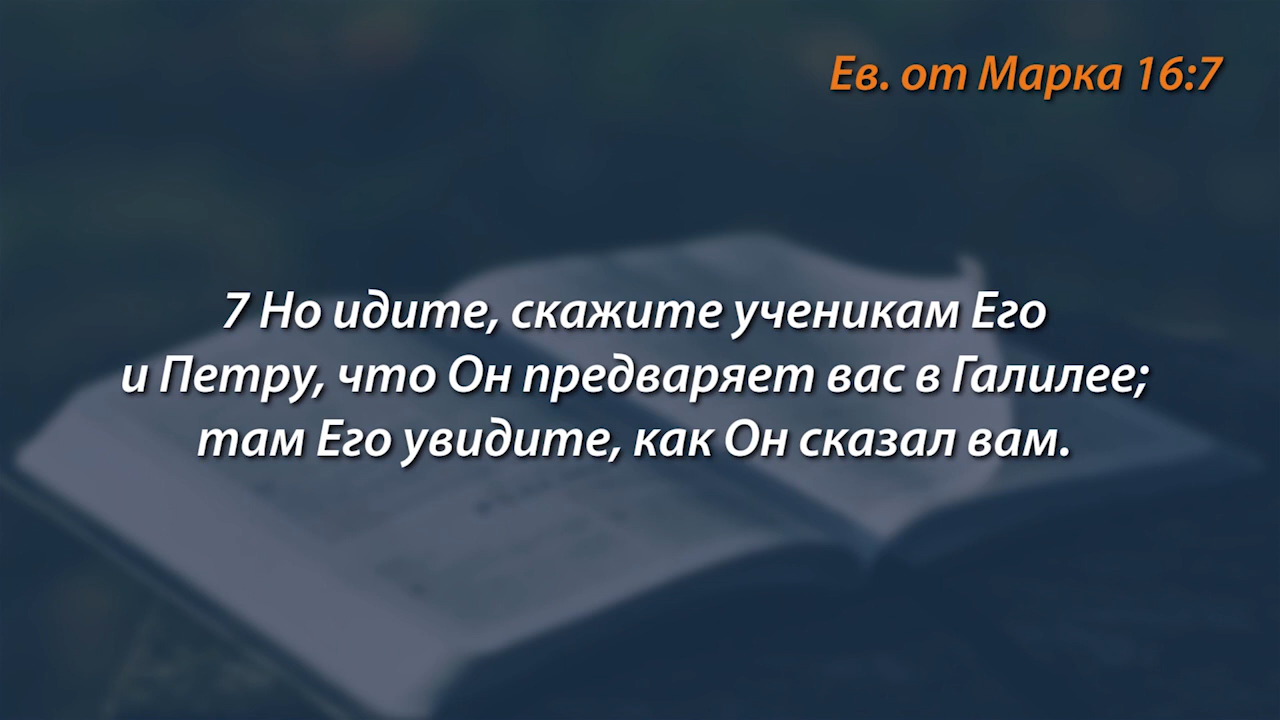 Ев. от Марка 16:7
7 Но идите, скажите ученикам Его
и Петру, что Он предваряет вас в Галилее;
там Его увидите, как Он сказал вам.